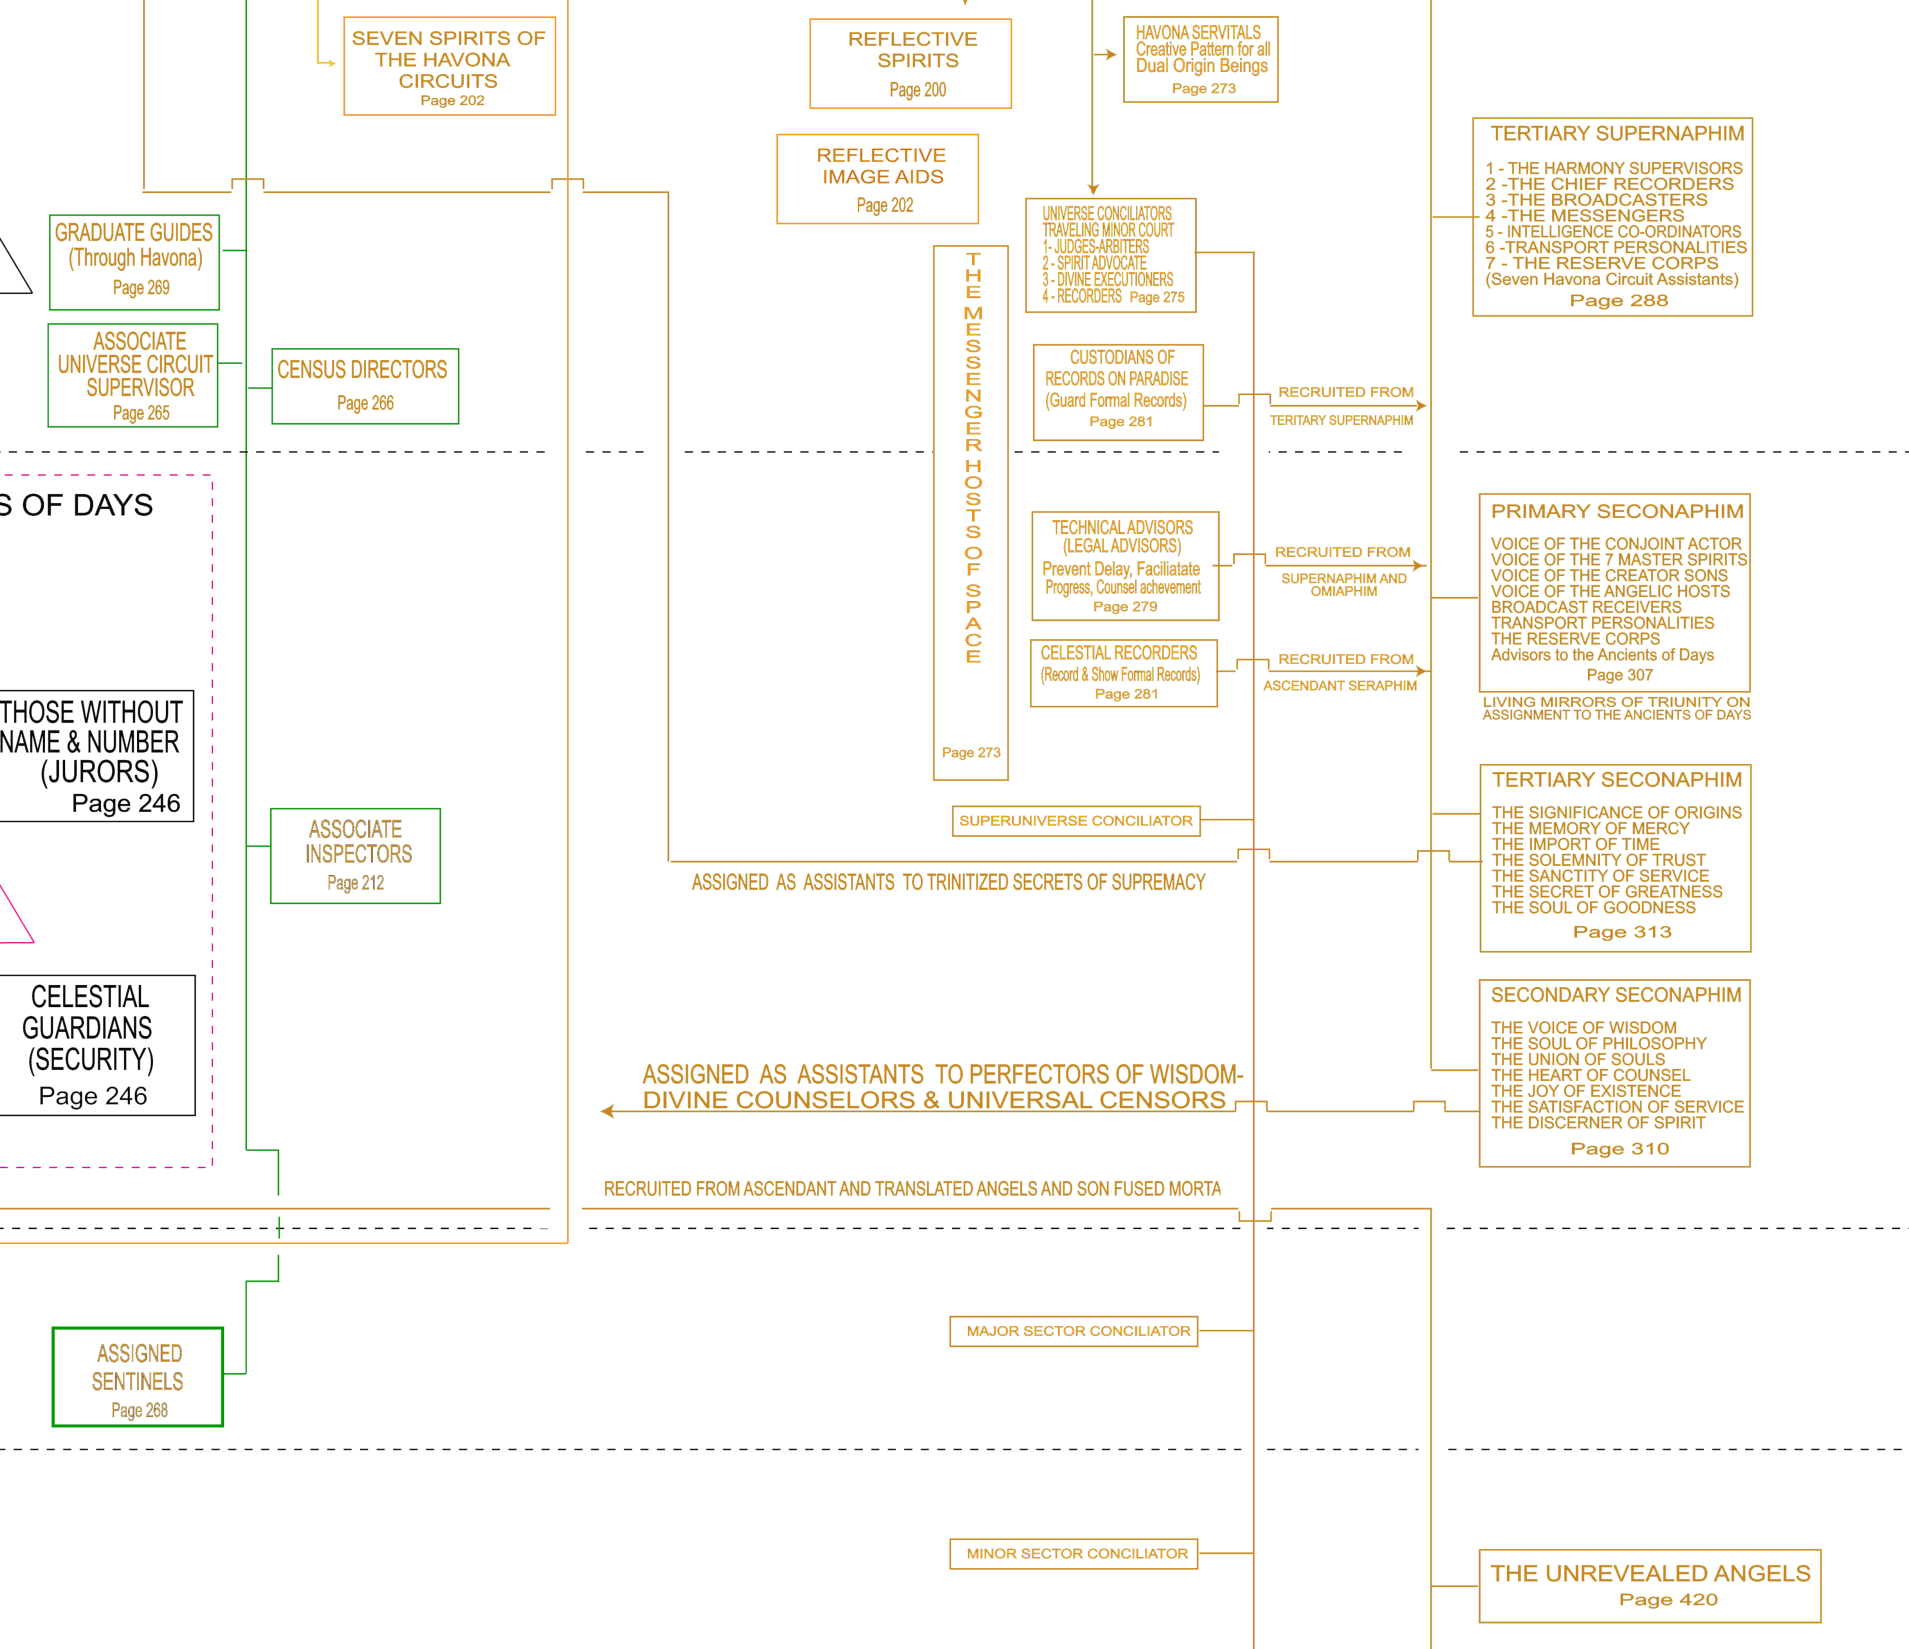 SEVEN SPIRITS OF
THE HAVONA
CIRCUITS
Page 202
REFLECTIVE
SPIRITS
Page 200
HAVONA SERVITALS
Creative Pattern for all
Dual Origin Beings
Page 273
REFLECTIVE
IMAGE AIDS
Page 202
TERTIARY SUPERNAPHIM
1 - THE HARMONY SUPERVISORS
2 -THE CHIEF RECORDERS
3 -THE BROADCASTERS
4 -THE MESSENGERS
5 - INTELLIGENCE CO-ORDINATORS
6 -TRANSPORT PERSONALITIES
7 - THE RESERVE CORPS
(Seven Havona Circuit Assistants)
Page 288
GRADUATE GUIDES
(Through Havona)
Page 269
UNIVERSE CONCILIATORS
TRAVELING MINOR COURT
1- JUDGES-ARBITERS
2 - SPIRIT ADVOCATE
3 - DIVINE EXECUTIONERS
4 - RECORDERS Page 275
THE MESSENGER HOSTS OF SPACE
Page 273
ASSOCIATE
UNIVERSE CIRCUIT
SUPERVISOR
Page 265
CENSUS DIRECTORS
Page 266
CUSTODIANS OF
RECORDS ON PARADISE
(Guard Formal Records)
Page 281
RECRUITED FROM
TERITARY SUPERNAPHIM
S OF DAYS
TECHNICAL ADVISORS
(LEGAL ADVISORS)
Prevent Delay, Faciliatate
Progress, Counsel achevement
Page 279
RECRUITED FROM
SUPERNAPHIM AND
OMIAPHIM
PRIMARY SECONAPHIM
VOICE OF THE CONJOINT ACTOR
VOICE OF THE 7 MASTER SPIRITS
VOICE OF THE CREATOR SONS
VOICE OF THE ANGELIC HOSTS
BROADCAST RECEIVERS
TRANSPORT PERSONALITIES
THE RESERVE CORPS
Advisors to the Ancients of Days
Page 307
LIVING MIRRORS OF TRIUNITY ON
ASSIGNMENT TO THE ANCIENTS OF DAYS
CELESTIAL RECORDERS
(Record & Show Formal Records)
Page 281
RECRUITED FROM
ASCENDANT SERAPHIM
THOSE WITHOUT
NAME & NUMBER
(JURORS)
Page 246
ASSOCIATE
INSPECTORS
Page 212
SUPERUNIVERSE CONCILIATOR
ASSIGNED AS ASSISTANTS TO TRINITIZED SECRETS OF SUPREMACY
TERTIARY SECONAPHIM
THE SIGNIFICANCE OF ORIGINS
THE MEMORY OF MERCY
THE IMPORT OF TIME
THE SOLEMNITY OF TRUST
THE SANCTITY OF SERVICE
THE SECRET OF GREATNESS
THE SOUL OF GOODNESS
Page 313
CELESTIAL
GUARDIANS
(SECURITY)
Page 246
ASSIGNED AS ASSISTANTS TO PERFECTORS OF WISDOM-
DIVINE COUNSELORS & UNIVERSAL CENSORS
SECONDARY SECONAPHIM
THE VOICE OF WISDOM
THE SOUL OF PHILOSOPHY
THE UNION OF SOULS
THE HEART OF COUNSEL
THE JOY OF EXISTENCE
THE SATISFACTION OF SERVICE
THE DISCERNER OF SPIRIT
Page 310
RECRUITED FROM ASCENDANT AND TRANSLATED ANGELS AND SON FUSED MORTA
ASSIGNED
SENTINELS
Page 268
MAJOR SECTOR CONCILIATOR
MINOR SECTOR CONCILIATOR
THE UNREVEALED ANGELS
Page 420